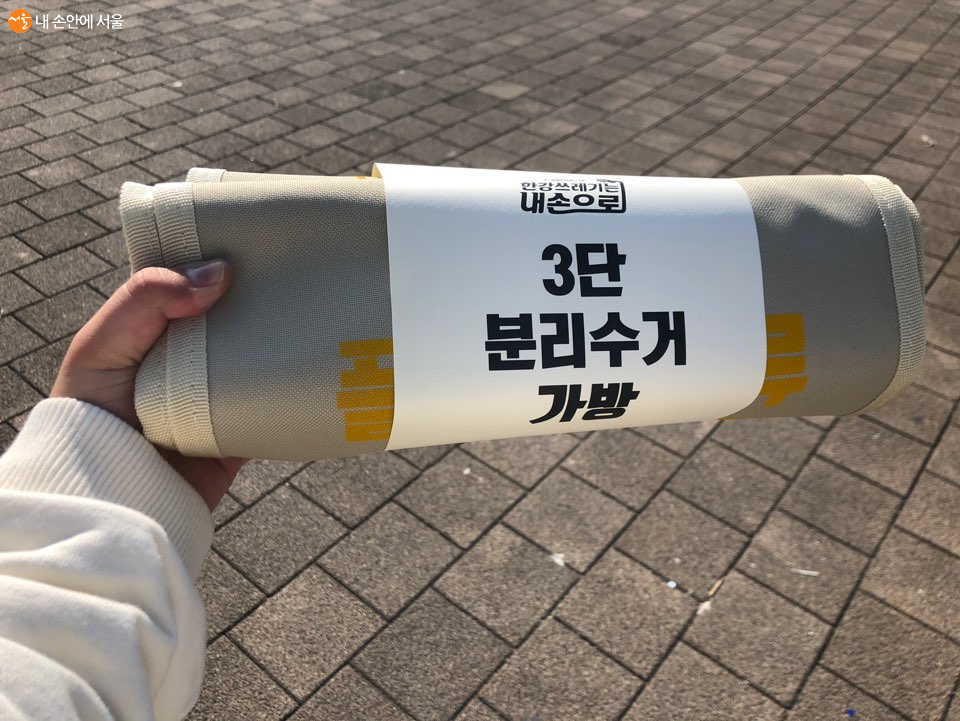 내 손안에 서울
한강쓰레기는
내손으로
3단
분리수거
가방